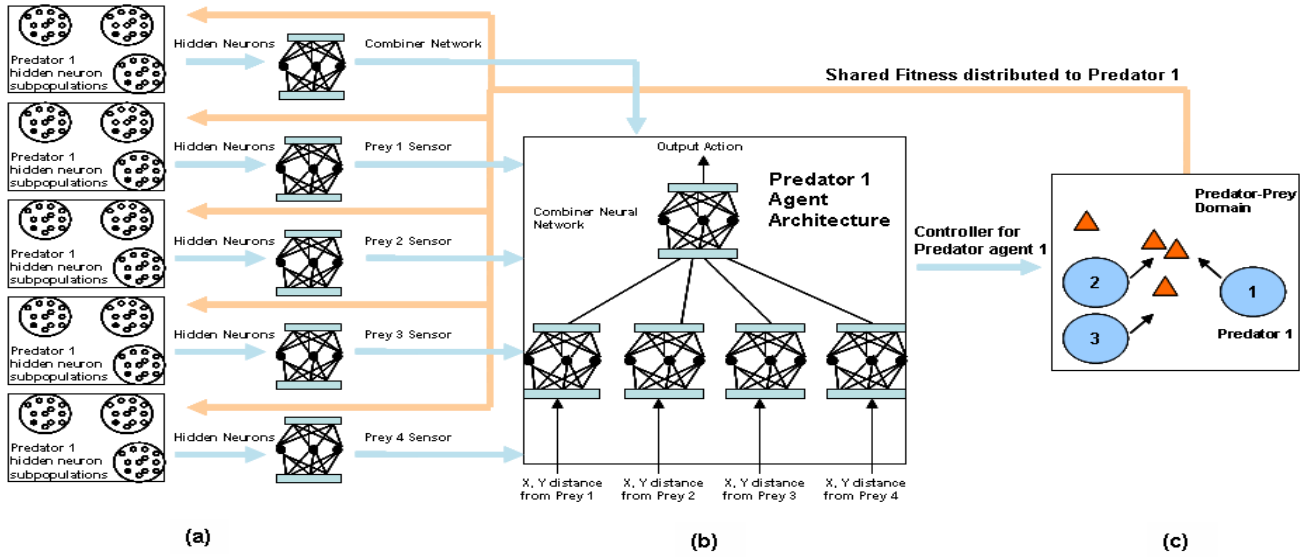 Predator 1
hidden neuron
subpopulations
Hidden Neurons
Combiner Network
Predator 1
hidden neuron
subpopulations
Hidden Neurons
Prey 1 Sensor
Predator 1
hidden neuron
subpopulations
Hidden Neurons
Prey 2 Sensor
Predator 1
hidden neuron
subpopulations
Hidden Neurons
Prey 3 Sensor
Predator 1
hidden neuron
subpopulations
Hidden Neurons
Prey 4 Sensor
(a)
Shared Fitness distributed to Predator 1
Output Action
Predator 1
Agent
Architecture
Combiner Neural
Network
X, Y distance
from Prey 1
X, Y distance
from Prey 2
X, Y distance
from Prey 3
X, Y distance
from Prey 4
(b)
Controller for
Predator agent 1
Predator-Prey
Domain
2
1
3
Predator 1
(c)